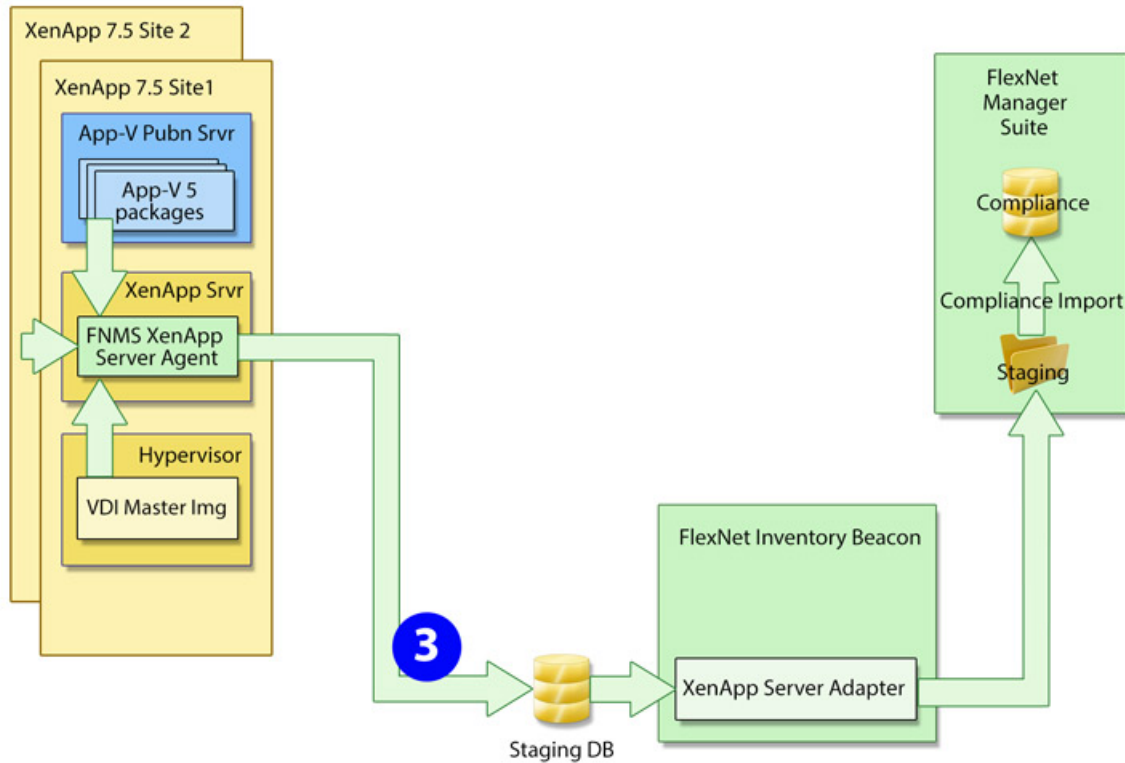 XenApp 7.5 Site 2
XenApp 7.5 Site1
App-V Pubn Srvr
App-V 5
packages
XenApp Srvr
FNMS XenApp
Server Agent
Hypervisor
VDI Master Img
3
Staging DB
FlexNet Inventory Beacon
XenApp Server Adapter
FlexNet
Manager
Suite
Compliance
Compliance Import
Staging